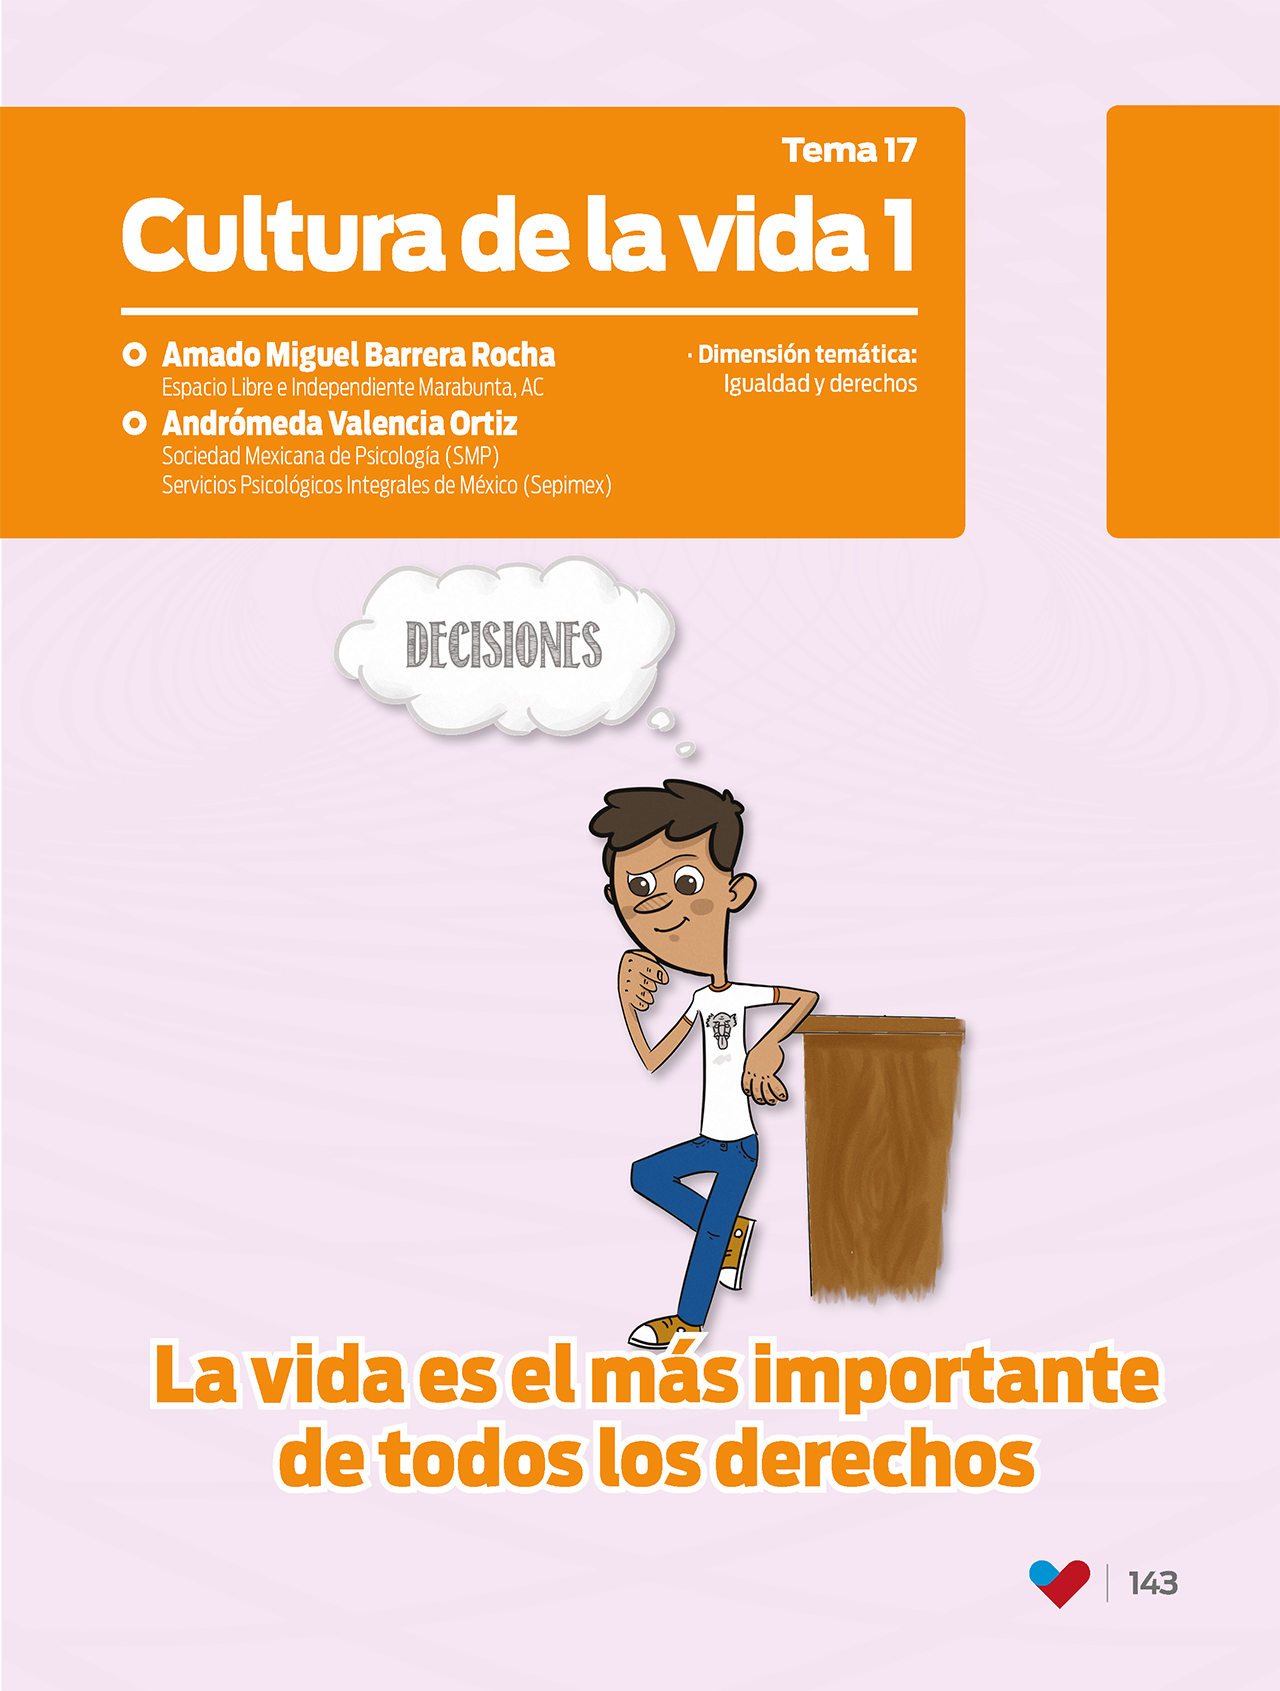 Tema 17
Cultura de la vida 1
Amado Miguel Barrera Rocha
Espacio Libre e Independiente Marabunta, AC
Andrómeda Valencia Ortiz
Sociedad Mexicana de Psicología (SMP)
Servicios Psicológicos Integrales de México (Sepimex)
· Dimensión temática:
Igualdad y derechos
DECISIONES
La vida es el más importante
de todos los derechos
143